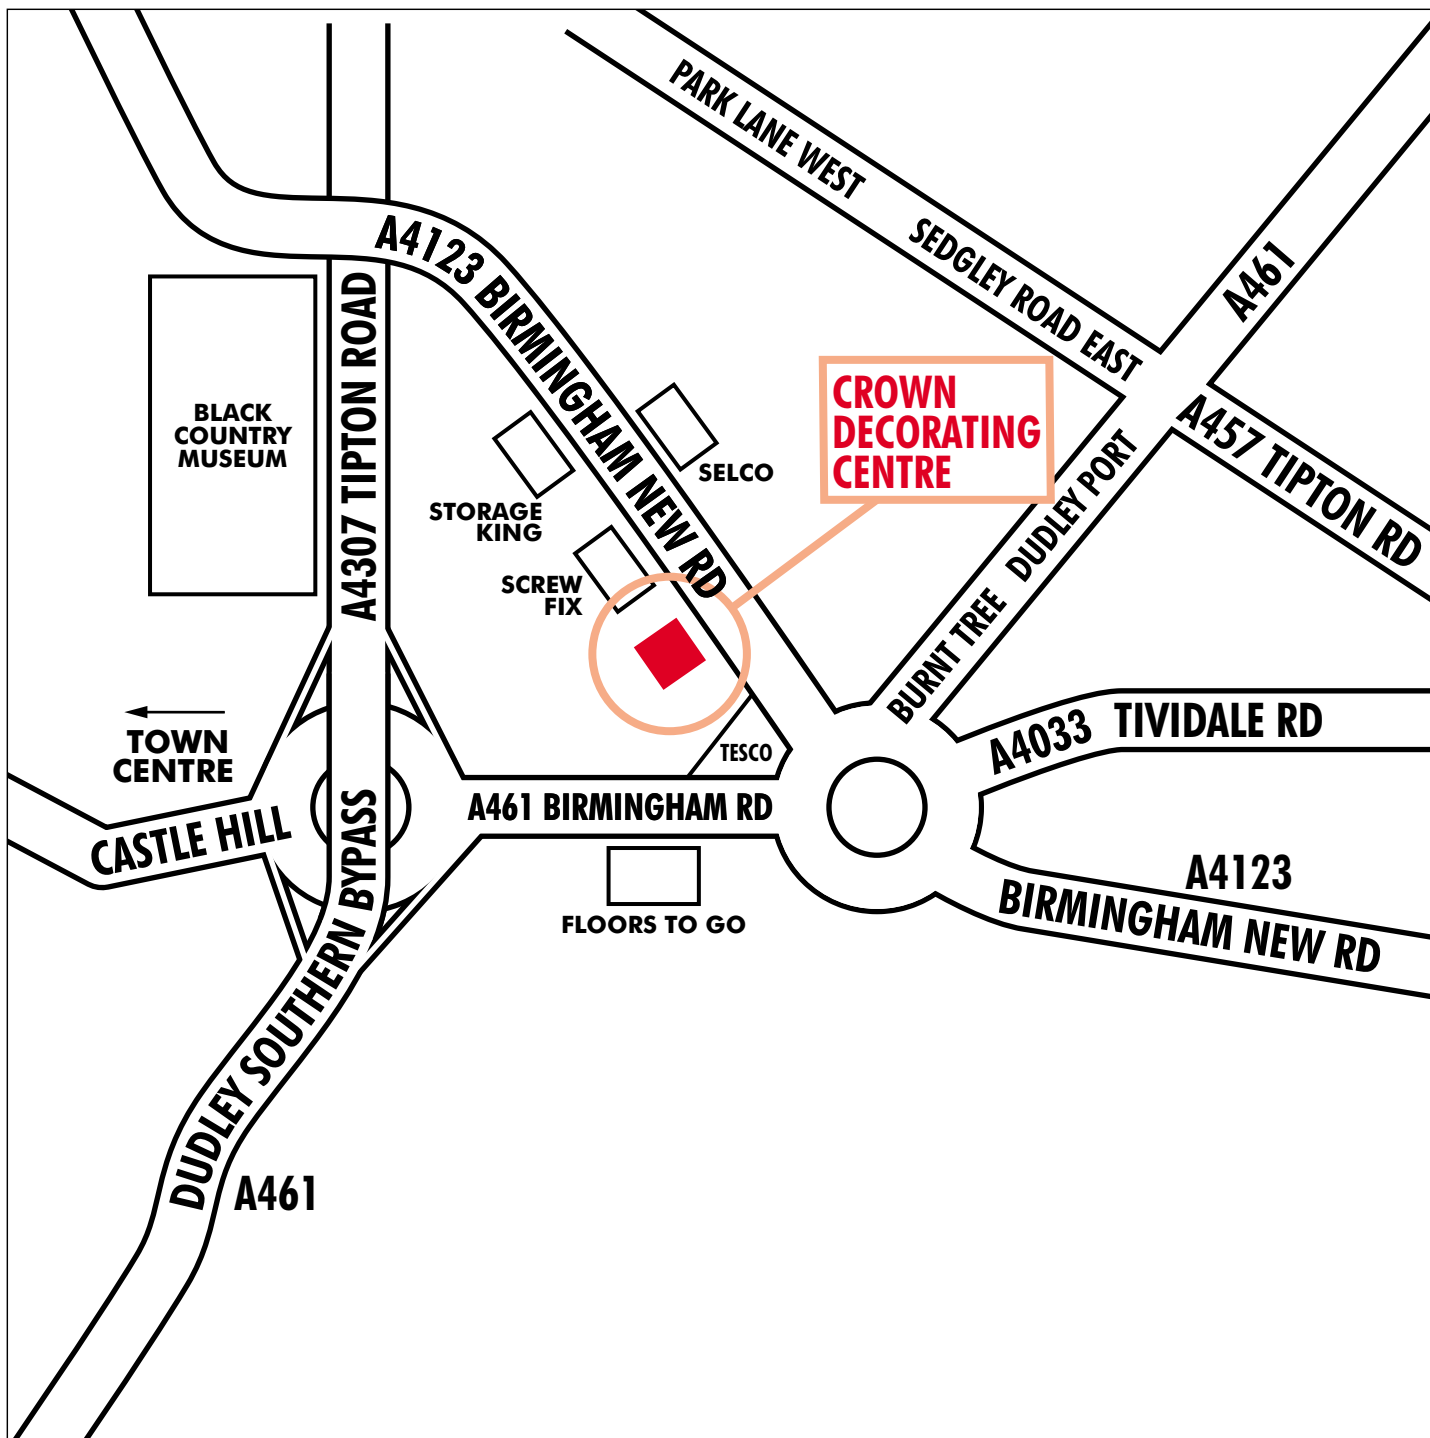 PARK LANE WEST
SEDGLEY ROAD EAST
A461
A4123 BIRMINGHAM NEW RD
A4307 TIPTON ROAD
BLACK
COUNTRY
MUSEUM
CROWN
DECORATING
CENTRE
SELCO
STORAGE
KING
SCREW
FIX
A457 TIPTON RD
BURNT TREE
DUDLEY PORT
TOWN
CENTRE
TESCO
A4033
TIVIDALE RD
CASTLE HILL
A461 BIRMINGHAM RD
FLOORS TO GO
A4123
BIRMINGHAM NEW RD
DUDLEY SOUTHERN BYPASS
A461